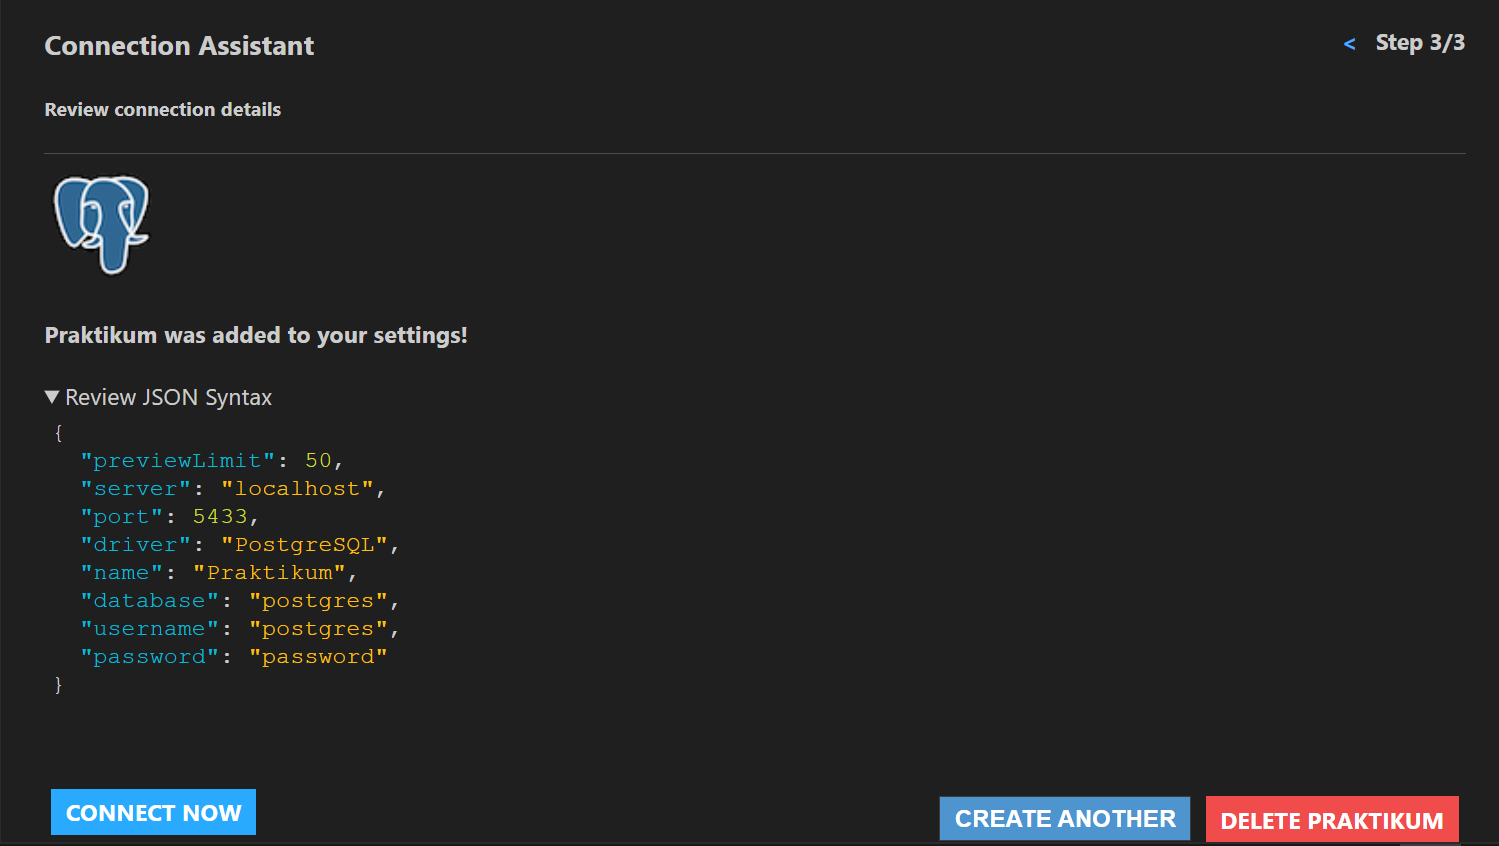 Connection Assistant
< Step 3/3
Review connection details
Praktikum was added to your settings!
▼ Review JSON Syntax
{
  "previewLimit": 50,
  "server": "localhost",
  "port": 5433,
  "driver": "PostgreSQL",
  "name": "Praktikum",
  "database": "postgres",
  "username": "postgres",
  "password": "password"
}
CONNECT NOW
CREATE ANOTHER
DELETE PRAKTIKUM